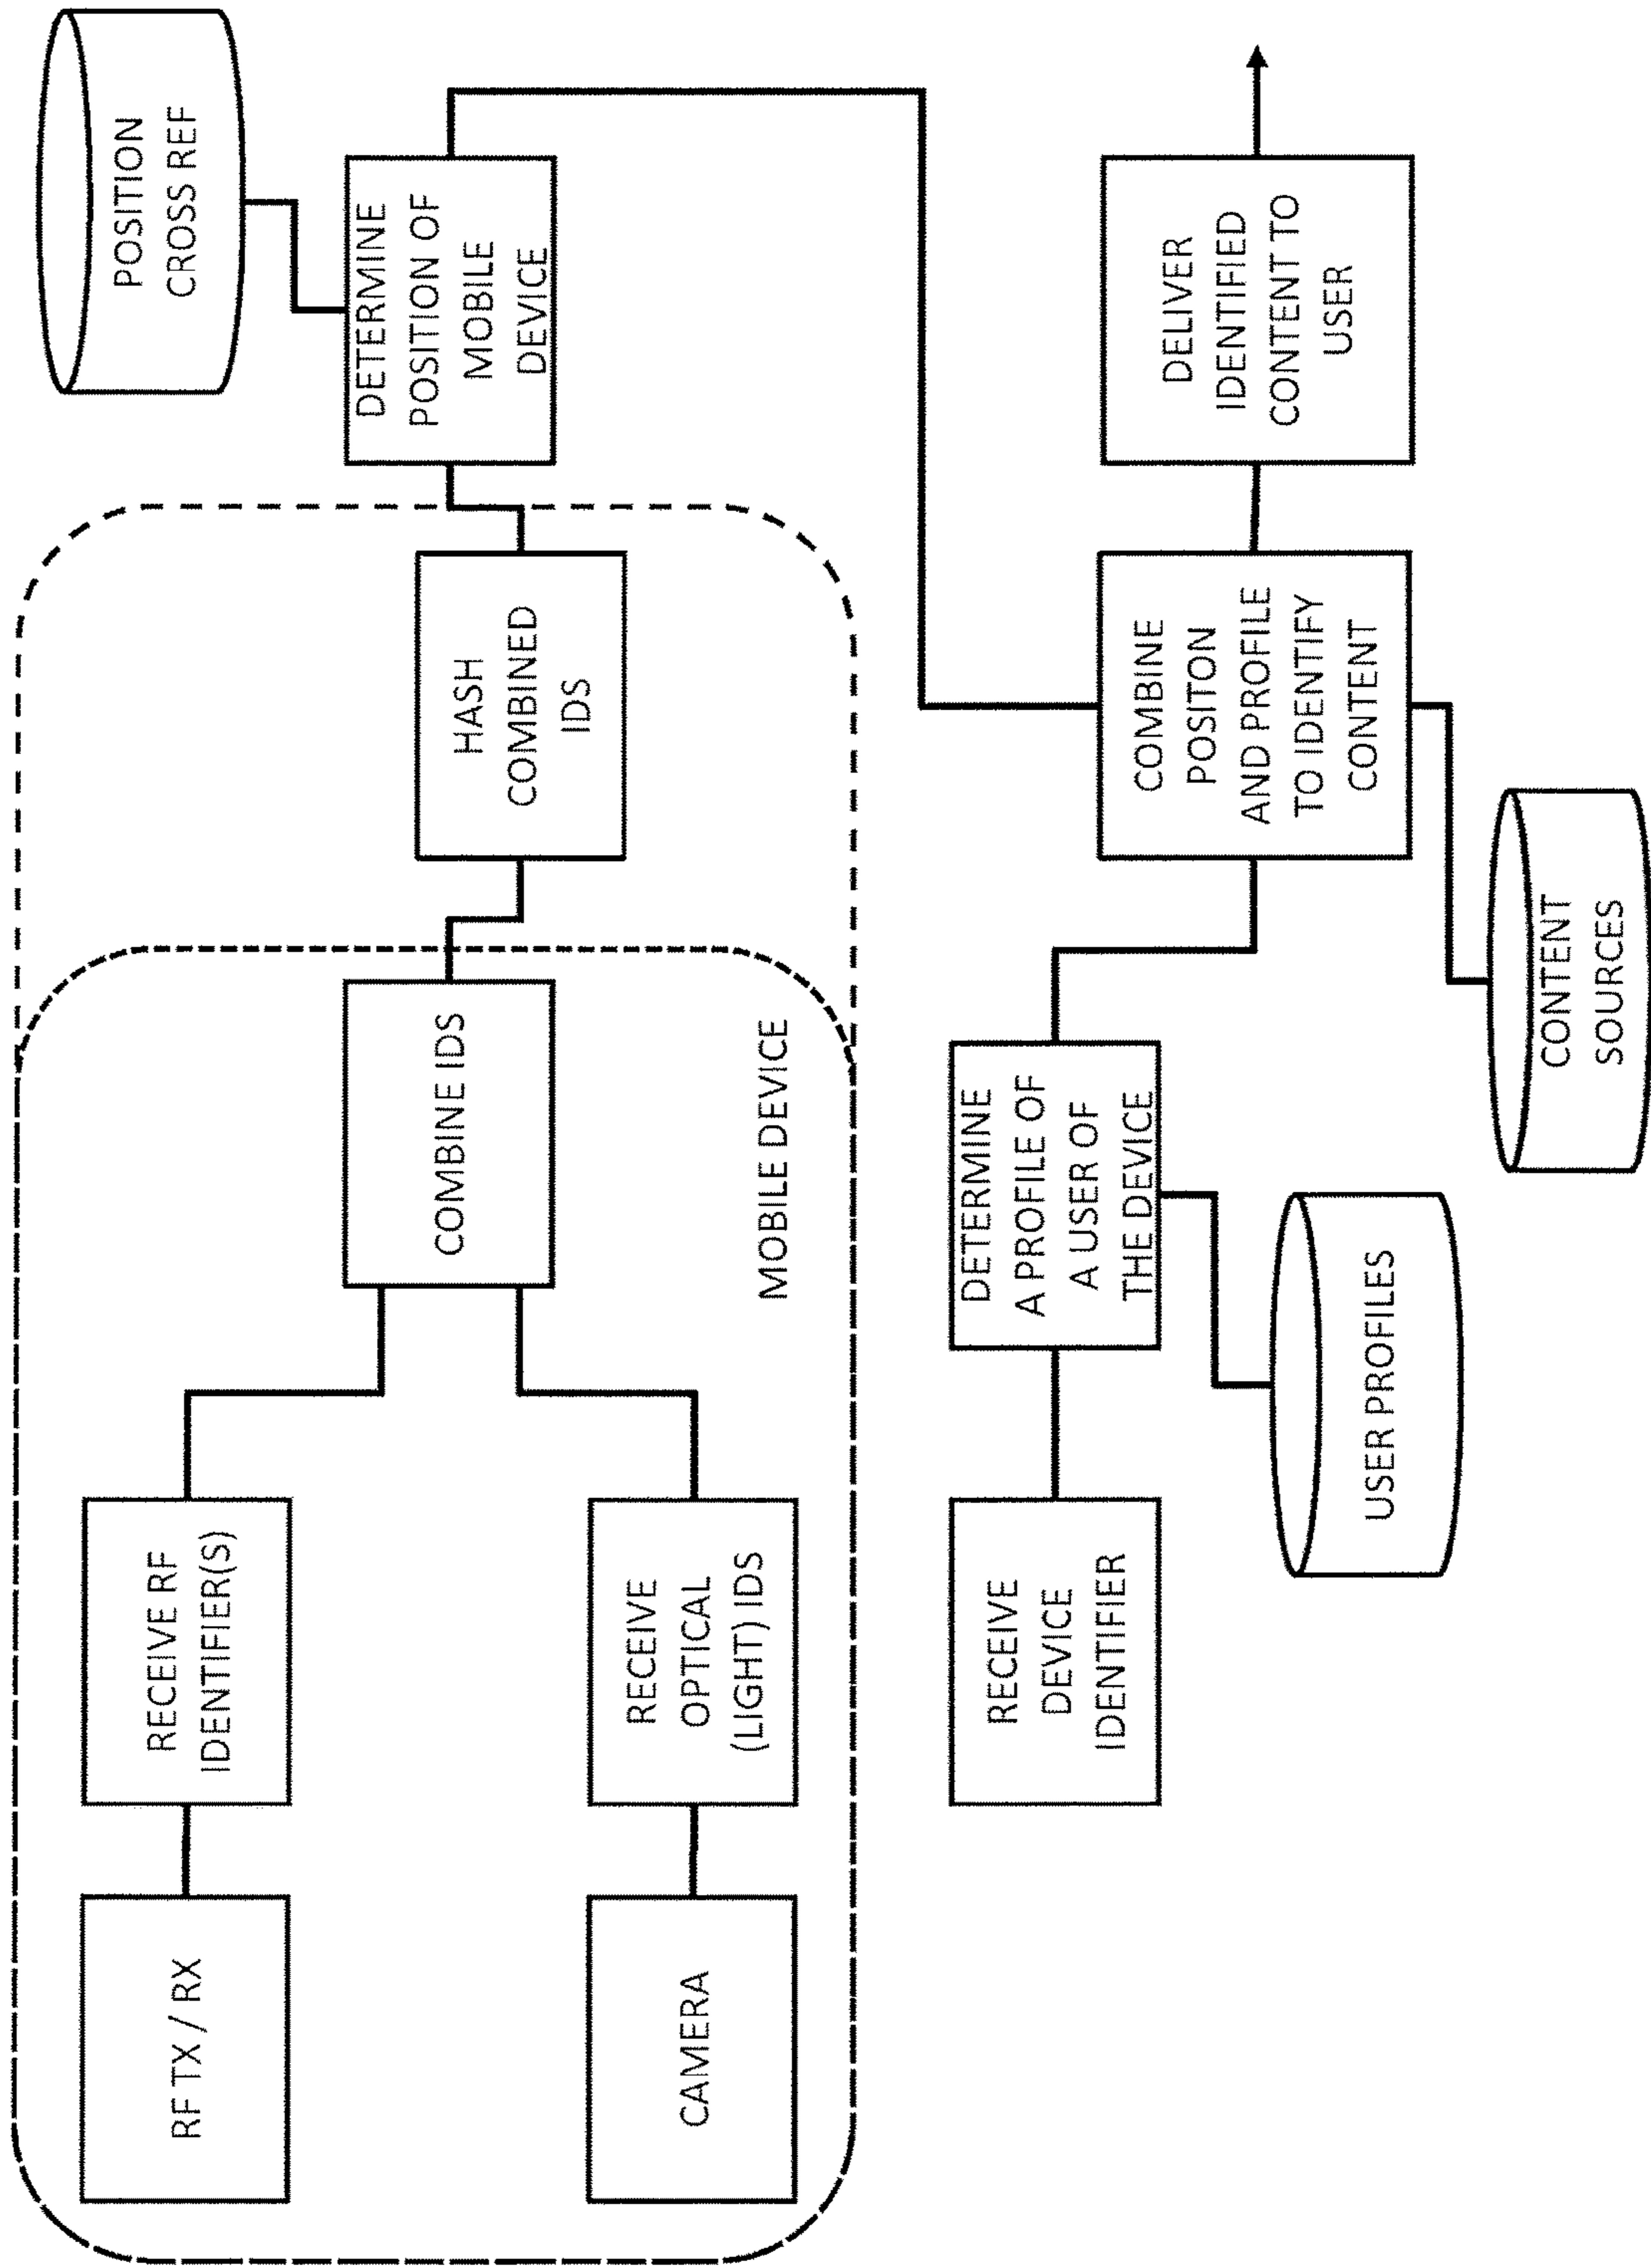 RF TX / RX
RECEIVE RF
IDENTIFIER(S)
CAMERA
RECEIVE
OPTICAL
(LIGHT) IDS
COMBINE IDS
MOBILE DEVICE
HASH
COMBINED
IDS
DETERMINE
POSITION OF
MOBILE
DEVICE
POSITION
CROSS REF
RECEIVE
DEVICE
IDENTIFIER
DETERMINE
A PROFILE OF
A USER OF
THE DEVICE
USER PROFILES
COMBINE
POSITON
AND PROFILE
TO IDENTIFY
CONTENT
CONTENT
SOURCES
DELIVER
IDENTIFIED
CONTENT TO
USER